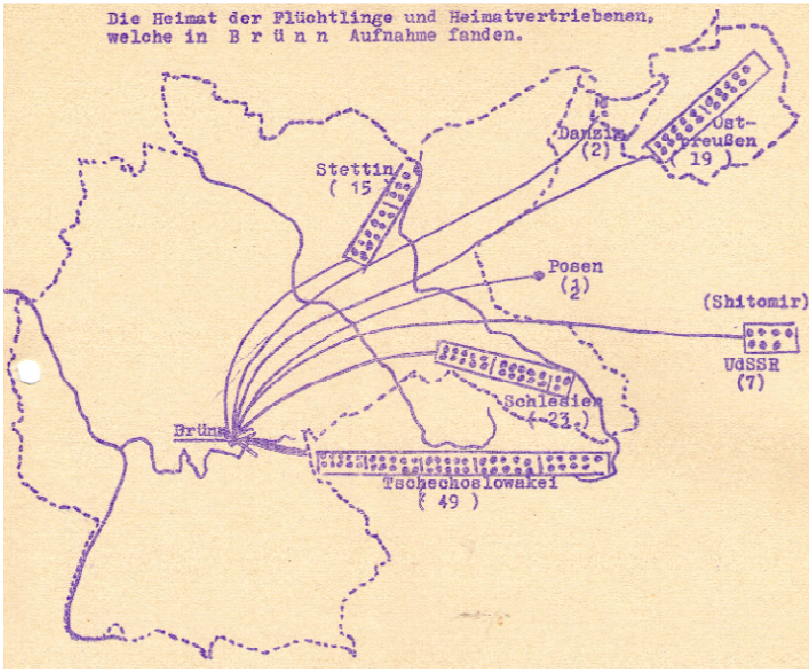 Die Heimat der Flüchtlinge und Heimatvertriebenen,
welche in B r ü n n Aufnahme fanden.
Danzig
(2)
Ost-
preußen
( 19 )
Stettin
( 15 )
Posen
(Shitomir)
UdSSR
(7)
Schlesien
( 23 )
Brünn
Tschechoslowakei
( 49 )